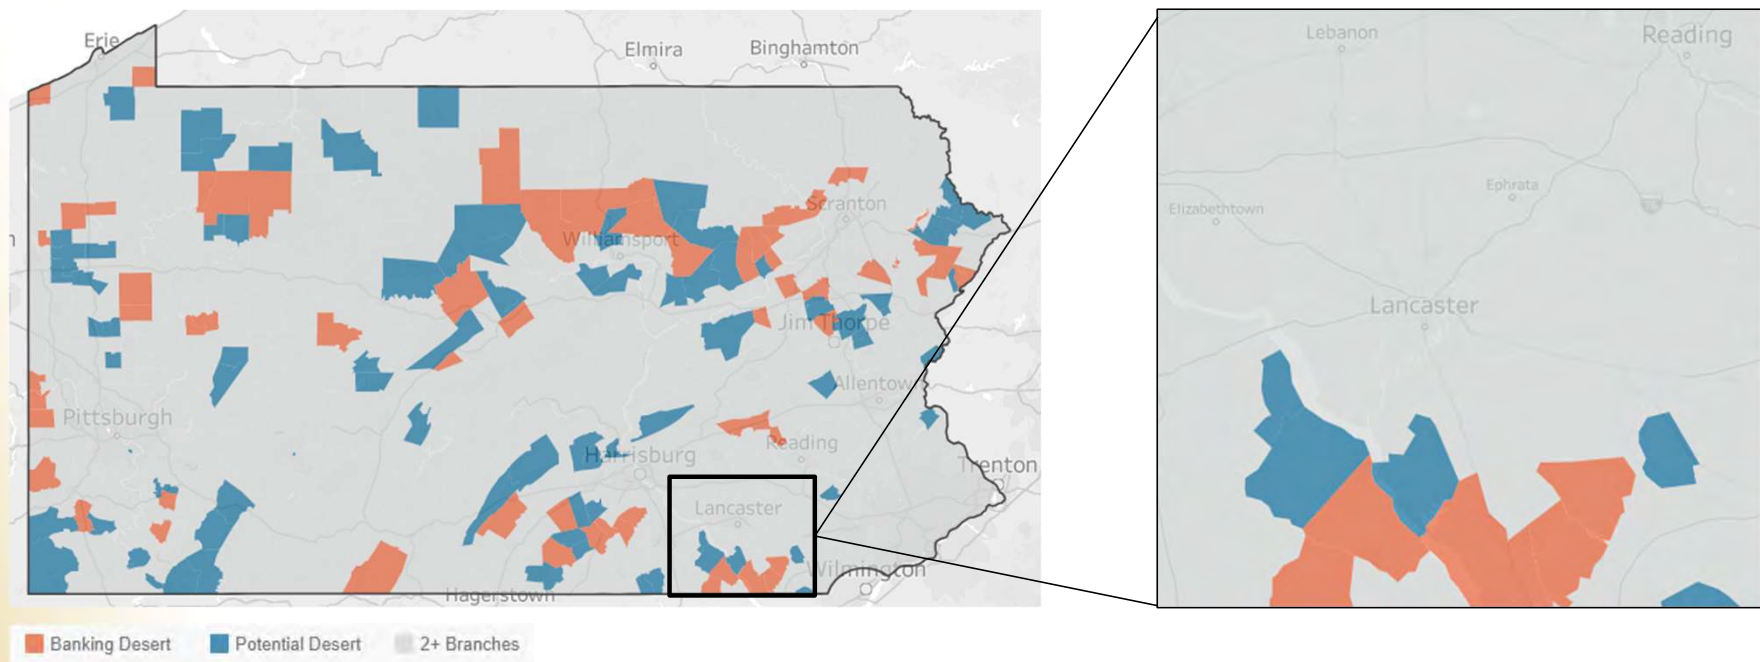 Erie
Elmira
Binghamton
Scranton
Williamsport
Jim Thorpe
Allentow
Pittsburgh
Reading
Harrisburg
Trenton
Lancaster
Wilmington
Hagerstown
Banking Desert
Potential Desert
2+ Branches
Lebanon
Reading
Ephrata
Elizabethtown
Lancaster